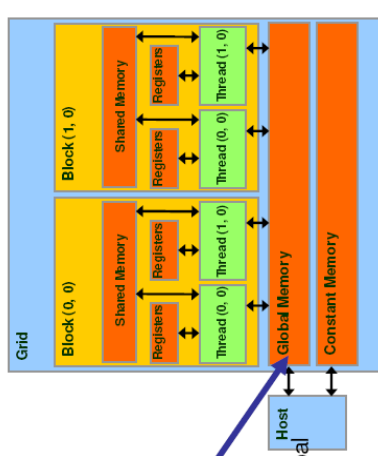 Grid
Block (0, 0)
Shared Memory
Registers
Registers
Thread (0, 0)
Thread (1, 0)
Block (1, 0)
Shared Memory
Registers
Registers
Thread (0, 0)
Thread (1, 0)
Host
Global Memory
Constant Memory